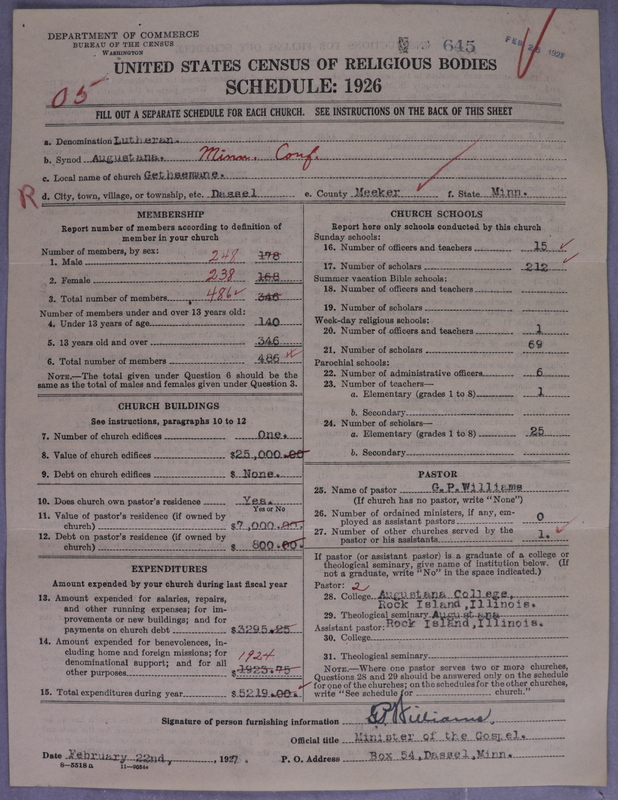 DEPARTMENT OF COMMERCE
BUREAU OF THE CENSUS
WASHINGTON
645
FEB 25 1927
UNITED STATES CENSUS OF RELIGIOUS BODIES
SCHEDULE: 1926
05
FILL OUT A SEPARATE SCHEDULE FOR EACH CHURCH. SEE INSTRUCTIONS ON THE BACK OF THIS SHEET
a. Denomination Lutheran.
b. Synod Augustana. Minn. Conf.
c. Local name of church Gethsemane.
R d. City, town, village, or township, etc. Dassel e. County Meeker f. State Minn.
MEMBERSHIP
Report number of members according to definition of
member in your church
Number of members, by sex:
1. Male 248 178
2. Female 238 168
3. Total number of members 486 346
Number of members under and over 13 years old:
4. Under 13 years of age 140
5. 13 years old and over 346
6. Total number of members 486
NOTE.—The total given under Question 6 should be the
same as the total of males and females given under Question 3.
CHURCH BUILDINGS
See instructions, paragraphs 10 to 12
7. Number of church edifices One.
8. Value of church edifices $25,000.00
9. Debt on church edifices $ None.
10. Does church own pastor's residence Yes.
Yes or No
11. Value of pastor's residence (if owned by
church) $7,000.00.
12. Debt on pastor's residence (if owned by
church) $ 800.00.
EXPENDITURES
Amount expended by your church during last fiscal year
13. Amount expended for salaries, repairs,
and other running expenses; for im-
provements or new buildings; and for
payments on church debt $3295.25
14. Amount expended for benevolences, in-
cluding home and foreign missions; for
denominational support; and for all 1924
other purposes 1923.75
15. Total expenditures during year $5219.00.
CHURCH SCHOOLS
Report here only schools conducted by this church
Sunday schools:
16. Number of officers and teachers 15
17. Number of scholars 212
Summer vacation Bible schools:
18. Number of officers and teachers
19. Number of scholars
Week-day religious schools:
20. Number of officers and teachers 1
21. Number of scholars 69
Parochial schools:
22. Number of administrative officers 6
23. Number of teachers—
a. Elementary (grades 1 to 8) 1
b. Secondary
24. Number of scholars—
a. Elementary (grades 1 to 8) 25
b. Secondary
PASTOR
25. Name of pastor G.P.Williams
(If church has no pastor, write "None")
26. Number of ordained ministers, if any, em-
ployed as assistant pastors 0
27. Number of other churches served by the
pastor or his assistants 1.
If pastor (or assistant pastor) is a graduate of a college or
theological seminary, give name of institution below. (If
not a graduate, write "No" in the space indicated.)
Pastor: 2
28. College Augustana College,
Rock Island, Illinois.
29. Theological seminary Augustana
Assistant pastor: Rock Island, Illinois.
30. College
31. Theological seminary
NOTE.—Where one pastor serves two or more churches,
Questions 28 and 29 should be answered only on the schedule
for one of the churches; on the schedules for the other churches,
write "See schedule for church."
Signature of person furnishing information G.P. Williams.
Official title Minister of the Gospel.
Date February 22nd, 1927. P. O. Address Box 54, Dassel, Minn.
8-5518a